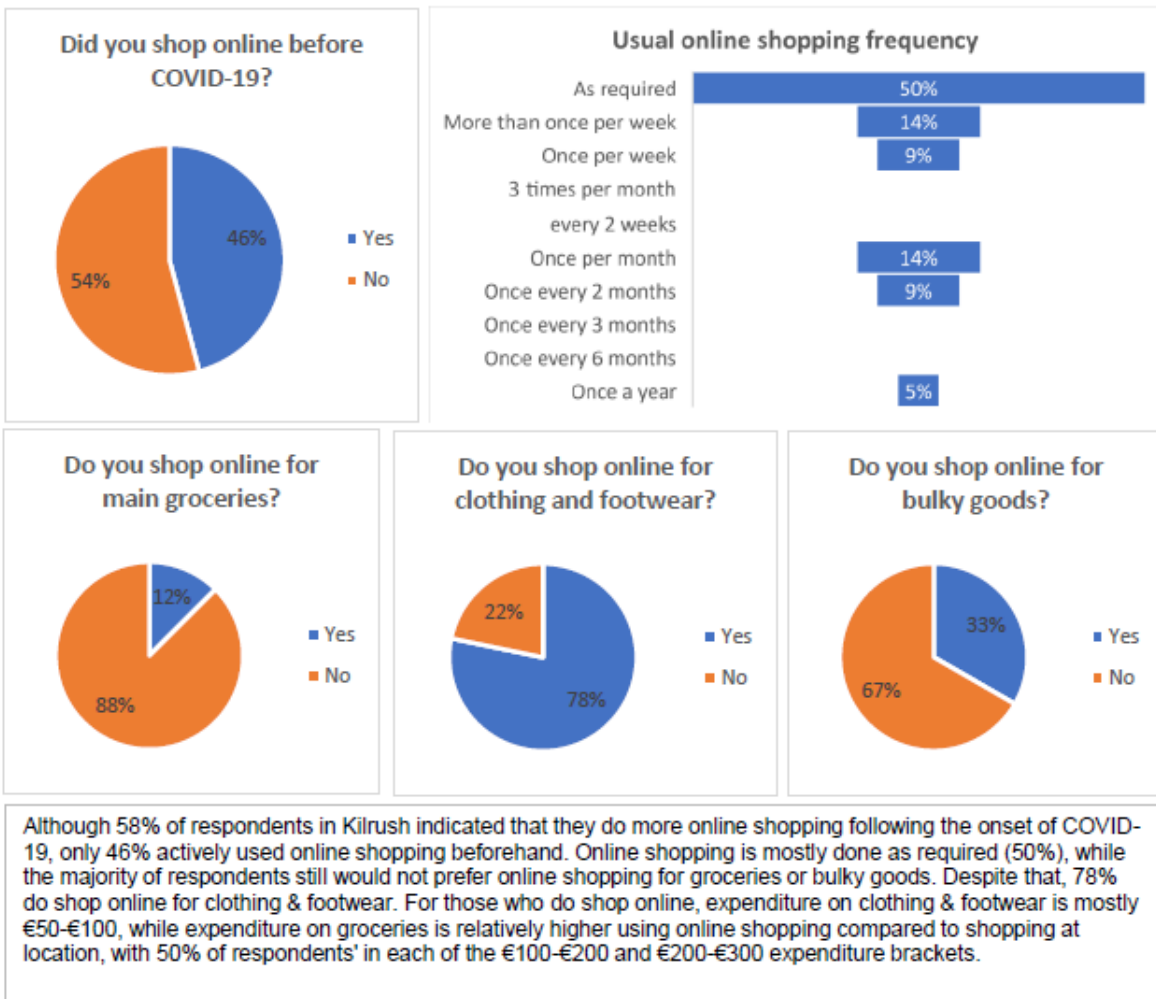 Did you shop online before
COVID-19?
46%
54%
Yes
No
Usual online shopping frequency
As required 50%
More than once per week 14%
Once per week 9%
3 times per month
every 2 weeks
Once per month 14%
Once every 2 months 9%
Once every 3 months
Once every 6 months
Once a year 5%
Do you shop online for
main groceries?
12%
88%
Yes
No
Do you shop online for
clothing and footwear?
22%
78%
Yes
No
Do you shop online for
bulky goods?
33%
67%
Yes
No
Although 58% of respondents in Kilrush indicated that they do more online shopping following the onset of COVID-
19, only 46% actively used online shopping beforehand. Online shopping is mostly done as required (50%), while
the majority of respondents still would not prefer online shopping for groceries or bulky goods. Despite that, 78%
do shop online for clothing & footwear. For those who do shop online, expenditure on clothing & footwear is mostly
€50-€100, while expenditure on groceries is relatively higher using online shopping compared to shopping at
location, with 50% of respondents' in each of the €100-€200 and €200-€300 expenditure brackets.